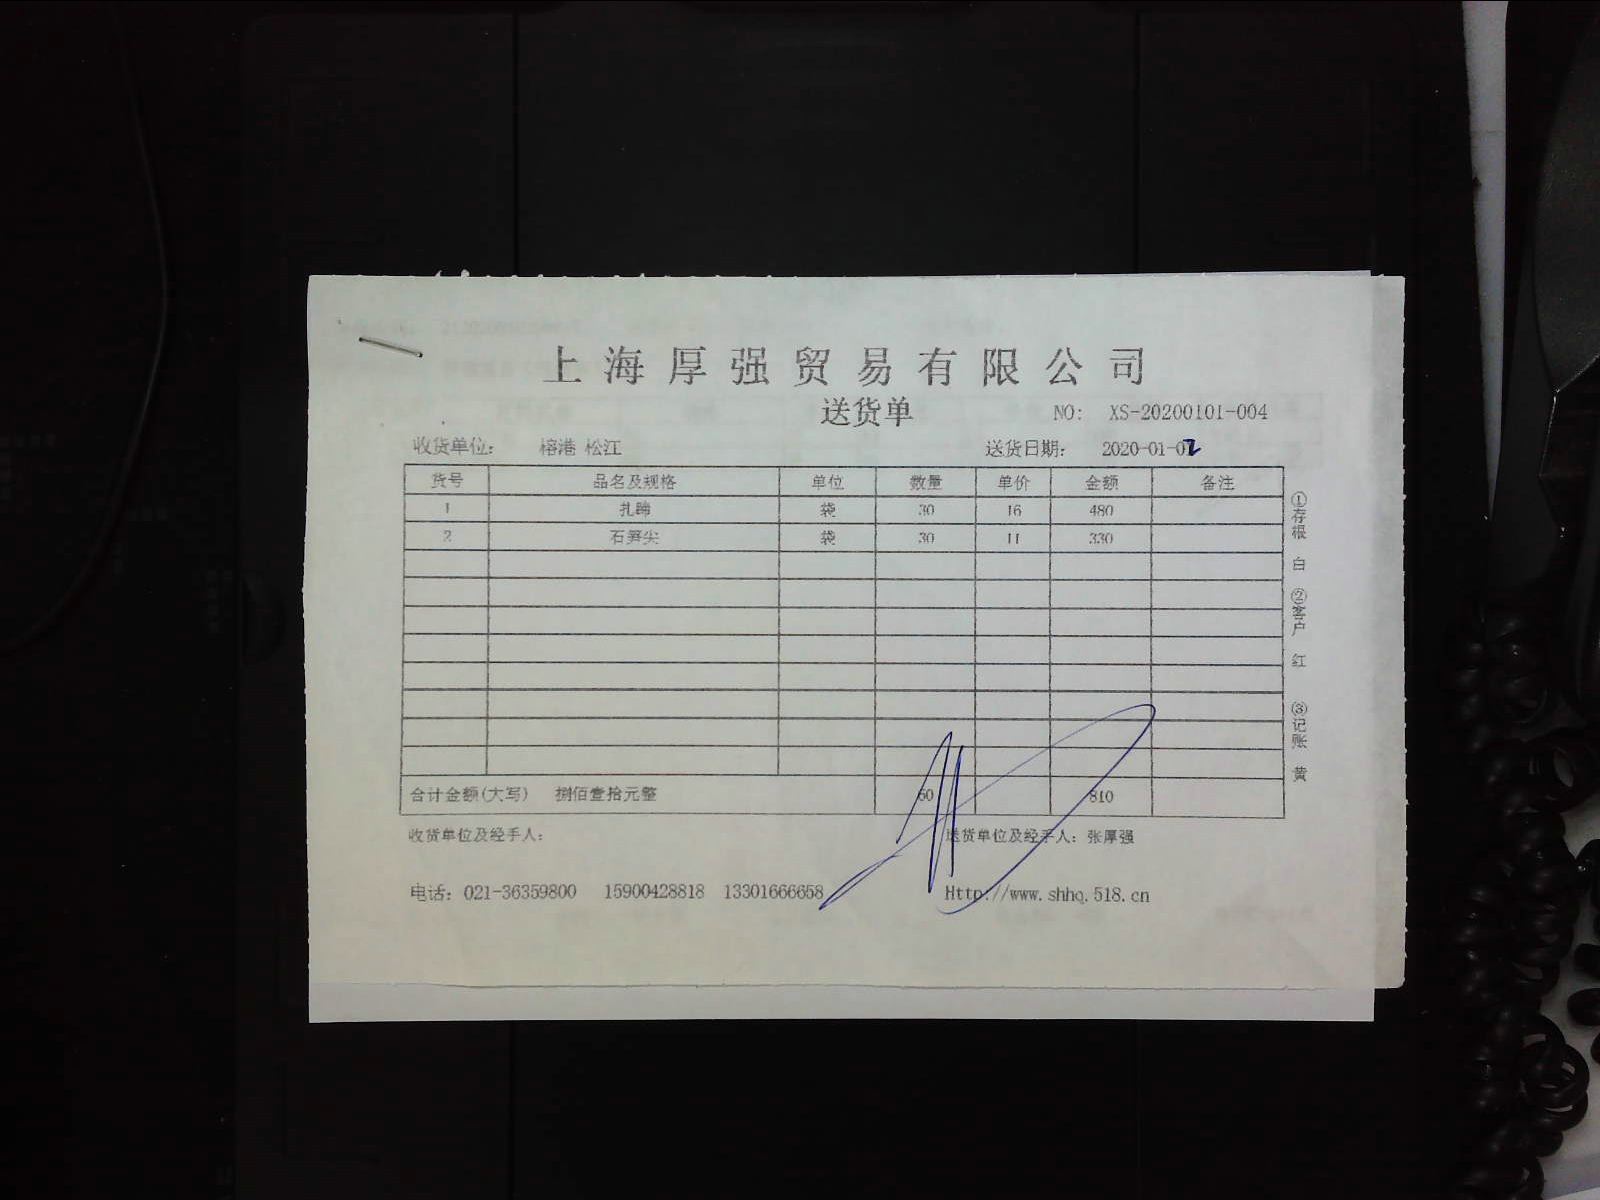 上海厚强贸易有限公司
送货单 NO: XS-20200101-004
收货单位: 榕港 松江 送货日期: 2020-01-02
货号 品名及规格 单位 数量 单价 金额 备注
1 扎蹄 袋 30 16 480
2 石笋尖 袋 30 11 330
合计金额(大写) 捌佰壹拾元整 60 810
收货单位及经手人: 送货单位及经手人: 张厚强
电话: 021-36359800 15900428818 13301666658 Http://www.shhq.518.cn
①存根 白 ②客户 红 ③记账 黄